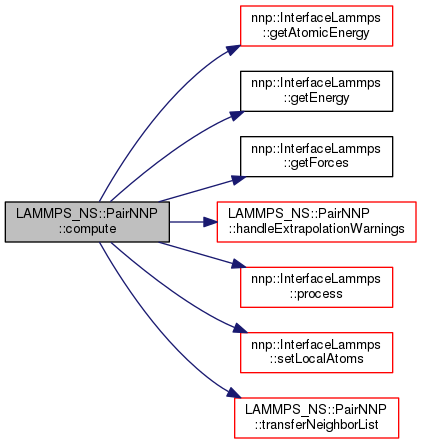 nnp::InterfaceLammps
::getAtomicEnergy
nnp::InterfaceLammps
::getEnergy
nnp::InterfaceLammps
::getForces
LAMMPS_NS::PairNNP
::compute
LAMMPS_NS::PairNNP
::handleExtrapolationWarnings
nnp::InterfaceLammps
::process
nnp::InterfaceLammps
::setLocalAtoms
LAMMPS_NS::PairNNP
::transferNeighborList